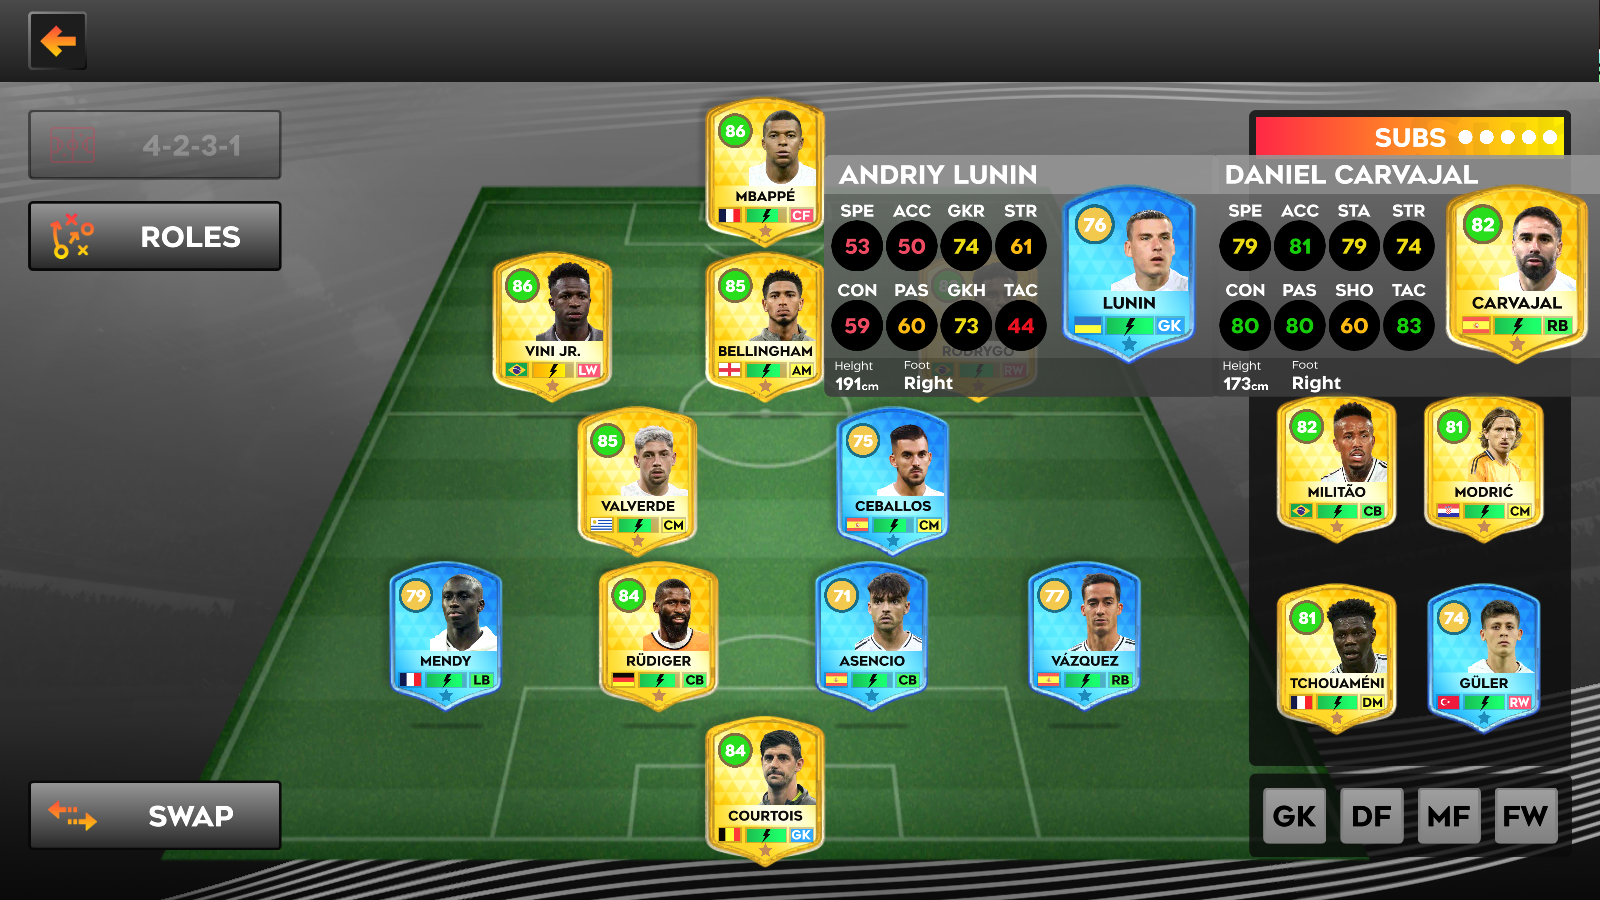 4-2-3-1
ROLES
SWAP
86
MBAPPÉ
CF
86
VINI JR.
LW
85
BELLINGHAM
AM
RODRYGO
RW
85
VALVERDE
CM
75
CEBALLOS
CM
79
MENDY
LB
84
RÜDIGER
CB
71
ASENCIO
CB
77
VÁZQUEZ
RB
84
COURTOIS
GK
ANDRIY LUNIN
SPE ACC GKR STR
53 50 74 61
CON PAS GKH TAC
59 60 73 44
Height Foot
191cm Right
76
LUNIN
GK
SUBS
DANIEL CARVAJAL
SPE ACC STA STR
79 81 79 74
CON PAS SHO TAC
80 80 60 83
Height Foot
173cm Right
82
CARVAJAL
RB
82
MILITÃO
CB
81
MODRIĆ
CM
81
TCHOUAMÉNI
DM
74
GÜLER
RW
GK DF MF FW